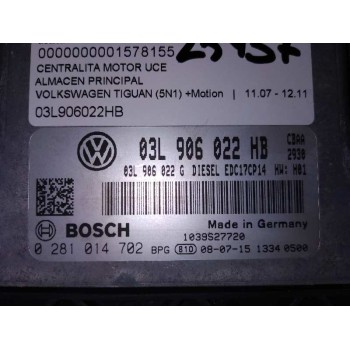 0000000001578155
CENTRALITA MOTOR UCE
ALMACEN PRINCIPAL
VOLKSWAGEN TIGUAN (5N1) +Motion | 11.07 - 12.11
03L906022HB
03L 906 022 HB CBAA
03L 906 022 G DIESEL EDC17CP14 2930
HW: H01
Made in Germany
BOSCH 1039S27720
0 281 014 702 BPG 81D 08-07-15 1334 0500